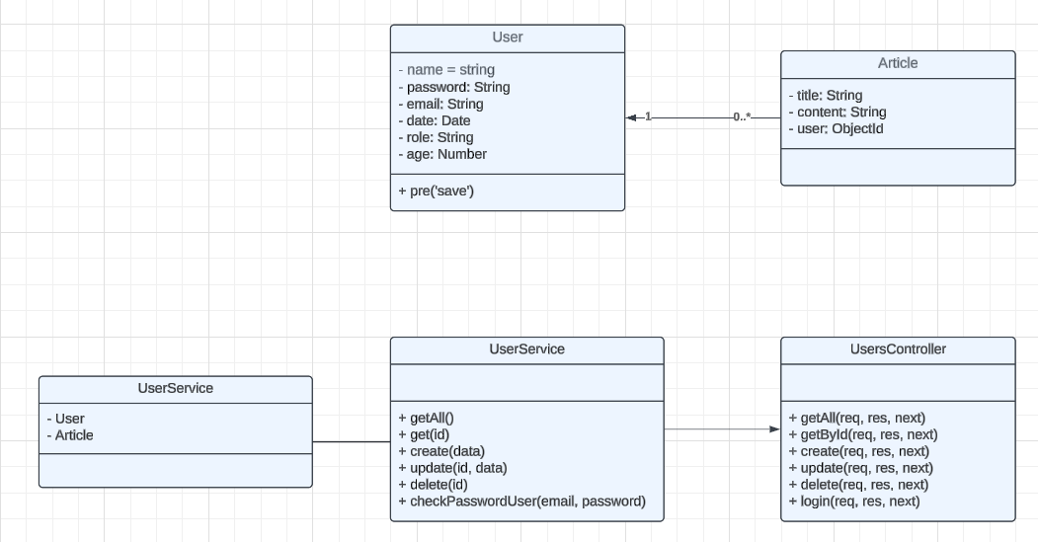 User
- name = string
- password: String
- email: String
- date: Date
- role: String
- age: Number
+ pre('save')
1
0..*
Article
- title: String
- content: String
- user: ObjectId
UserService
- User
- Article
UserService
+ getAll()
+ get(id)
+ create(data)
+ update(id, data)
+ delete(id)
+ checkPasswordUser(email, password)
UsersController
+ getAll(req, res, next)
+ getById(req, res, next)
+ create(req, res, next)
+ update(req, res, next)
+ delete(req, res, next)
+ login(req, res, next)